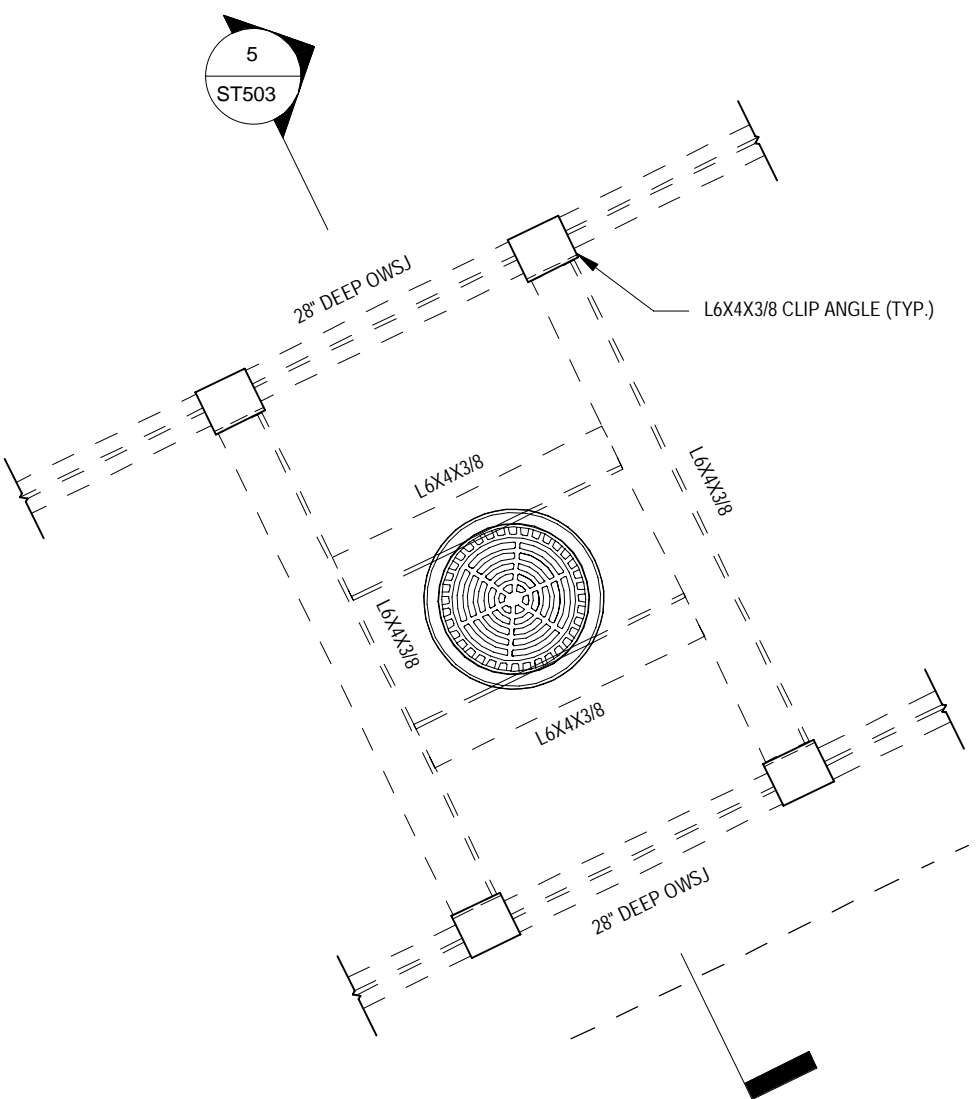 5
ST503
28" DEEP OWSJ
L6X4X3/8 CLIP ANGLE (TYP.)
L6X4X3/8
L6X4X3/8
L6X4X3/8
L6X4X3/8
28" DEEP OWSJ